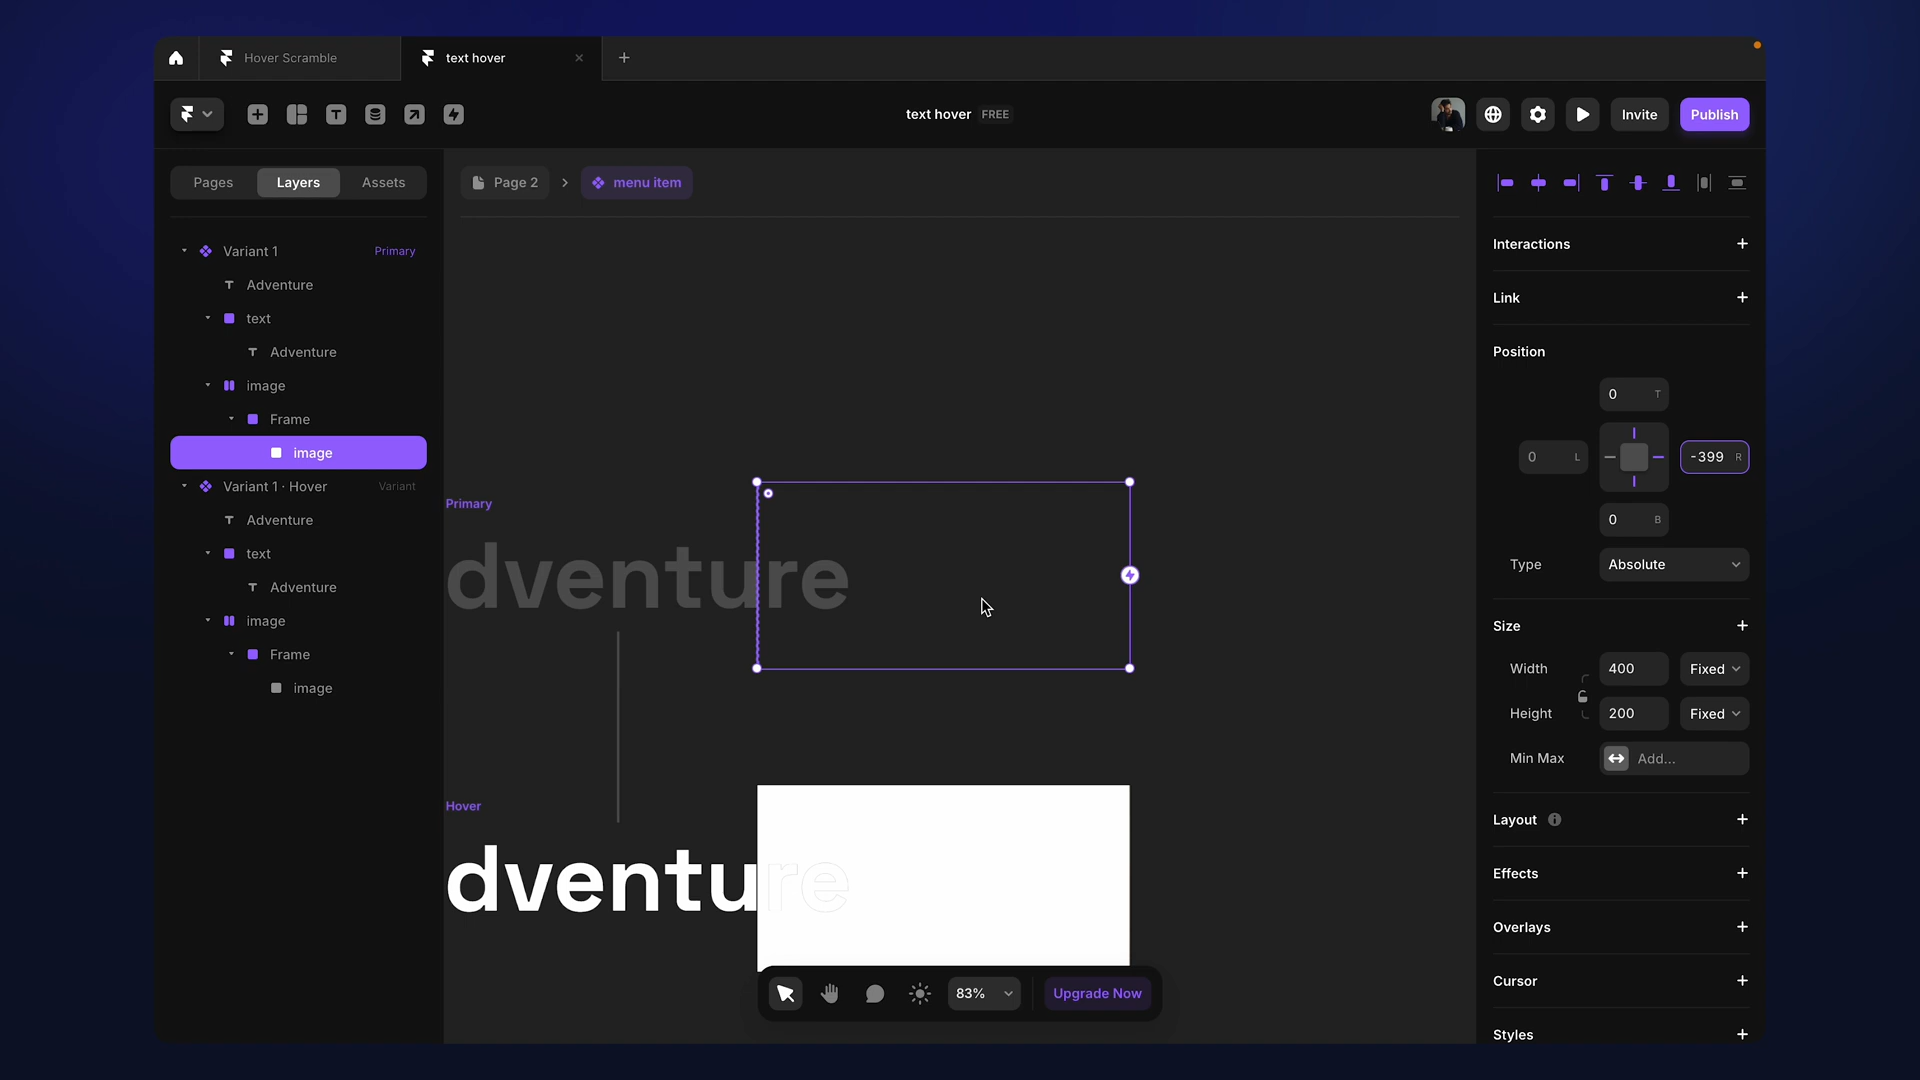 Hover Scramble
text hover
text hover FREE
Invite
Publish
Pages
Layers
Assets
Page 2
menu item
Variant 1
Primary
Adventure
text
Adventure
image
Frame
image
Variant 1 · Hover
Variant
Adventure
text
Adventure
image
Frame
image
Primary
dventure
Hover
dventure
83%
Upgrade Now
Interactions
Link
Position
0 T
0 L
-399 R
0 B
Type
Absolute
Size
Width
400
Fixed
Height
200
Fixed
Min Max
Add...
Layout
Effects
Overlays
Cursor
Styles